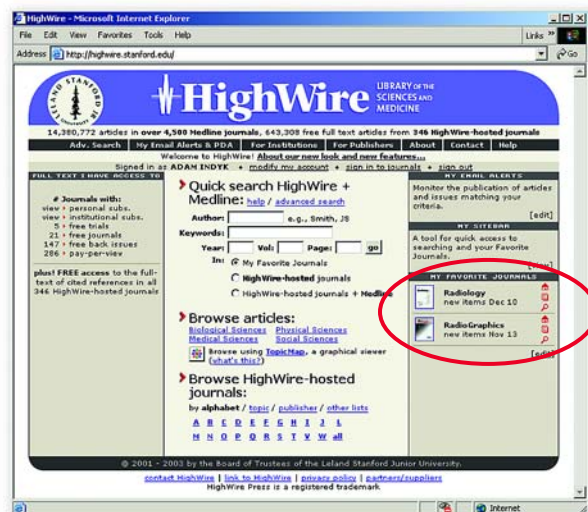 HighWire - Microsoft Internet Explorer
File Edit View Favorites Tools Help
Links »
Address http://highwire.stanford.edu/
Go
LELAND STANFORD JR
HighWire
LIBRARY OF THE
SCIENCES AND
MEDICINE
14,380,772 articles in over 4,500 Medline journals, 643,308 free full text articles from 346 HighWire-hosted journals
Adv. Search My Email Alerts & PDA For Institutions For Publishers About Contact Help
Welcome to HighWire! About our new look and new features...
Signed in as ADAM INDYK modify my account sign in to journals sign out
FULL TEXT I HAVE ACCESS TO
# Journals with:
view personal subs.
view institutional subs.
5 free trials
21 free journals
147 free back issues
286 pay-per-view
plus! FREE access to the full-
text of cited references in all
346 HighWire-hosted journals
Quick search HighWire +
Medline: help / advanced search
Author: e.g., Smith, JS
Keywords:
Year: Vol: Page: go
In: My Favorite Journals
HighWire-hosted journals
HighWire-hosted journals + Medline
Browse articles:
Biological Sciences Physical Sciences
Medical Sciences Social Sciences
Browse using TopicMap, a graphical viewer
(what's this?)
Browse HighWire-hosted
journals:
by alphabet / topic / publisher / other lists
A B C D E F G H I J L
M N O P Q R S T V W all
MY EMAIL ALERTS
Monitor the publication of articles
and issues matching your
criteria.
[edit]
MY SITEBAR
A tool for quick access to
searching and your Favorite
Journals.
[view]
MY FAVORITE JOURNALS
Radiology
new items Dec 10
RadioGraphics
new items Nov 13
[edit]
© 2001 - 2003 by the Board of Trustees of the Leland Stanford Junior University.
contact HighWire | link to HighWire | privacy policy | partners/suppliers
HighWire Press is a registered trademark
Internet